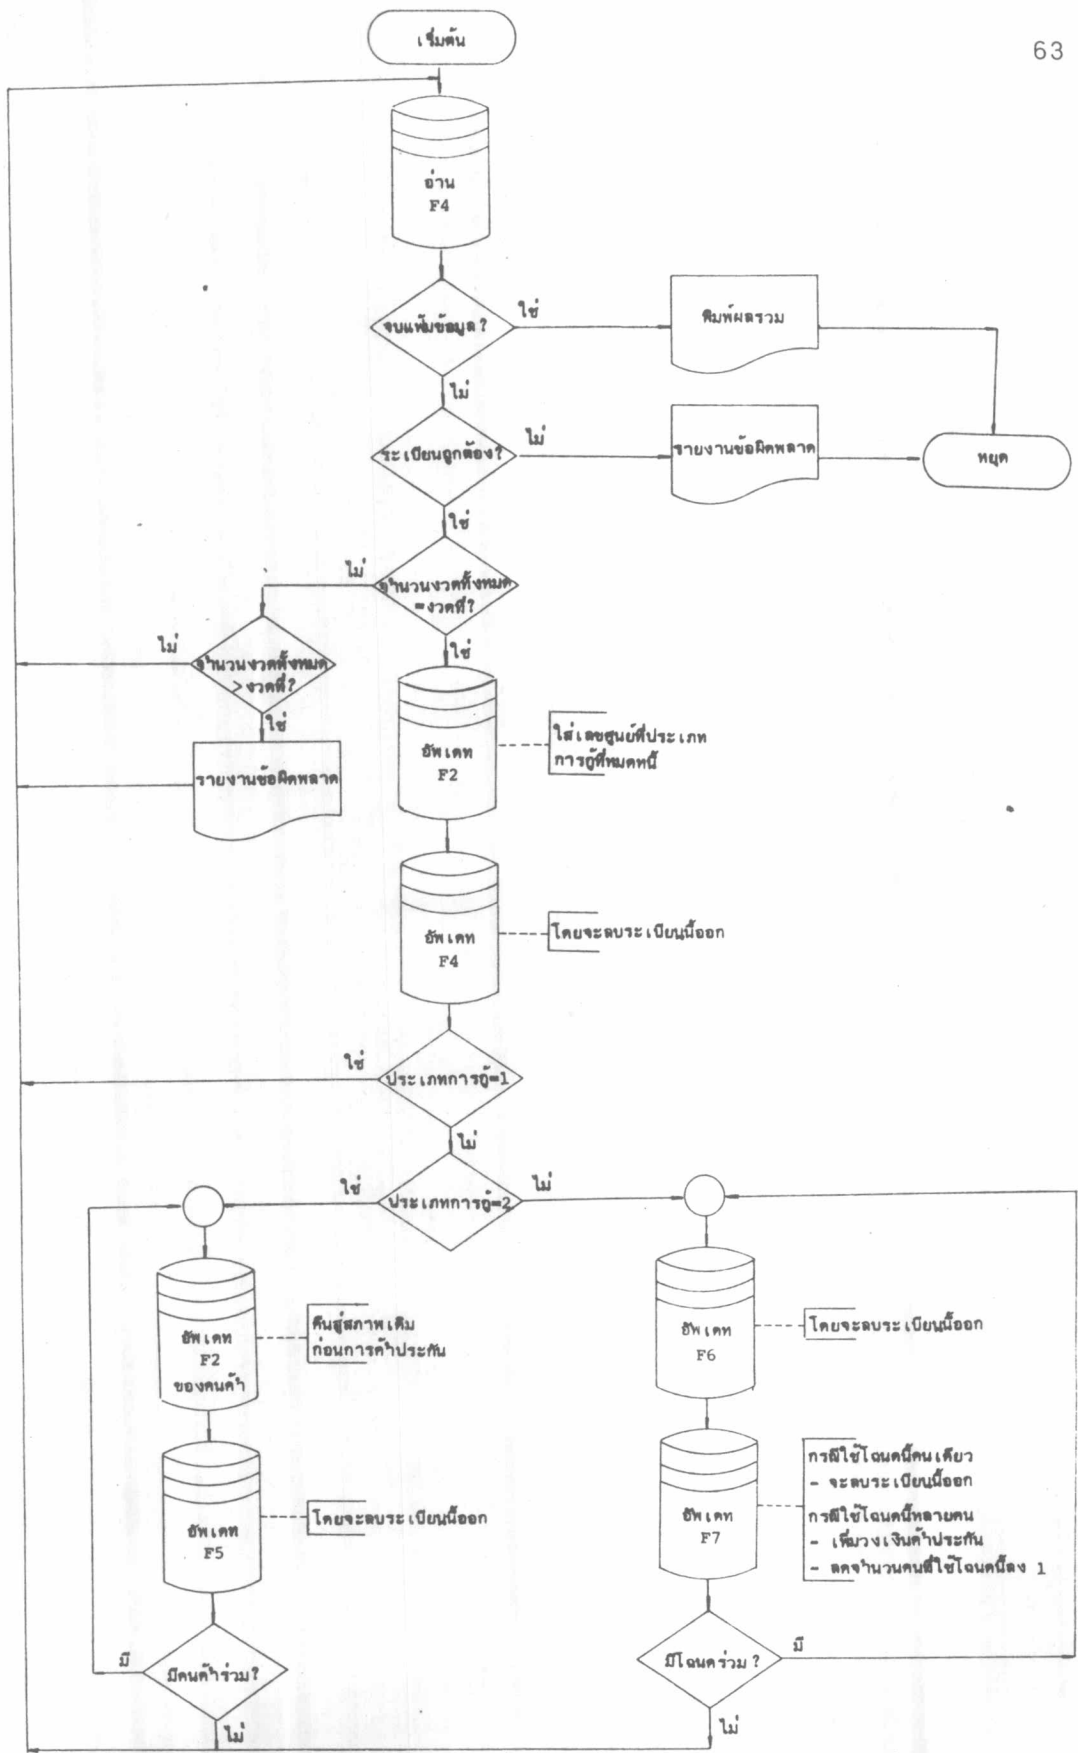 63
เริ่มต้น
อ่าน
F4
จบแฟ้มข้อมูล?
ใช่
พิมพ์ผลรวม
ไม่
ระเบียนถูกต้อง?
ไม่
รายงานข้อผิดพลาด
หยุด
ใช่
จำนวนงวดทั้งหมด
=งวดที่?
ไม่
ใช่
จำนวนงวดทั้งหมด
>งวดที่?
ไม่
ใช่
รายงานข้อผิดพลาด
อัพเดท
F2
ใส่เลขศูนย์ที่ประเภท
การกู้ที่หมดหนี้
อัพเดท
F4
โดยจะลบระเบียนนี้ออก
ใช่
ประเภทการกู้=1
ไม่
ใช่
ประเภทการกู้=2
ไม่
อัพเดท
F2
ของคนค้ำ
คืนสู่สภาพเดิม
ก่อนการค้ำประกัน
อัพเดท
F5
โดยจะลบระเบียนนี้ออก
มีคนค้ำร่วม?
มี
ไม่
อัพเดท
F6
โดยจะลบระเบียนนี้ออก
อัพเดท
F7
กรณีใช้โฉนดนี้คนเดียว
- จะลบระเบียนนี้ออก
กรณีใช้โฉนดนี้หลายคน
- เพิ่มวงเงินค้ำประกัน
- ลดจำนวนคนที่ใช้โฉนดนี้ลง 1
มีโฉนดร่วม?
มี
ไม่